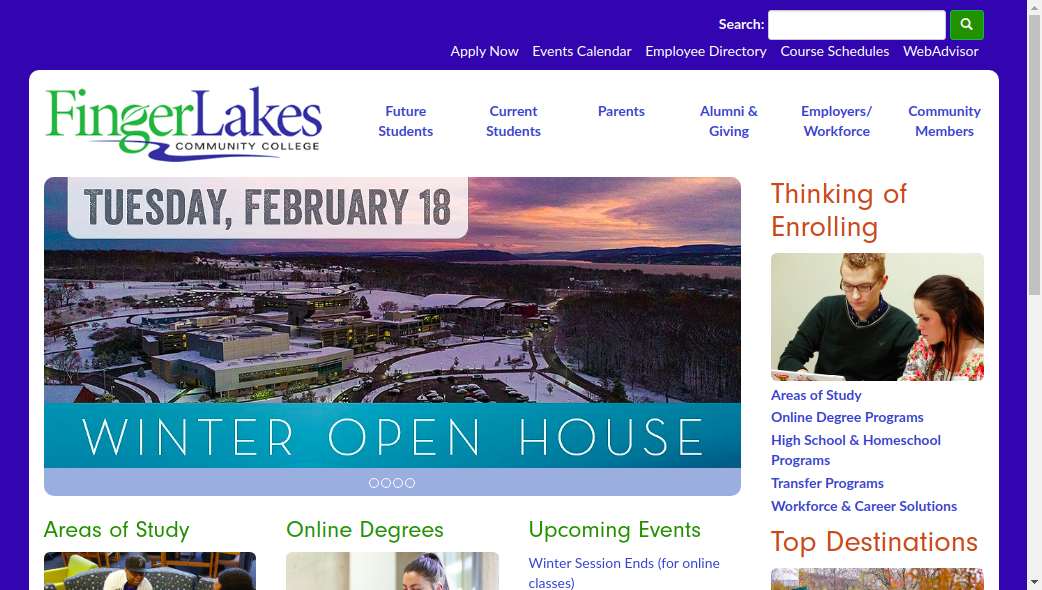 Search:
Apply Now Events Calendar Employee Directory Course Schedules WebAdvisor
FingerLakes
COMMUNITY COLLEGE
Future
Students
Current
Students
Parents
Alumni &
Giving
Employers/
Workforce
Community
Members
TUESDAY, FEBRUARY 18
WINTER OPEN HOUSE
Thinking of
Enrolling
Areas of Study
Online Degree Programs
High School & Homeschool
Programs
Transfer Programs
Workforce & Career Solutions
Top Destinations
Areas of Study
Online Degrees
Upcoming Events
Winter Session Ends (for online
classes)